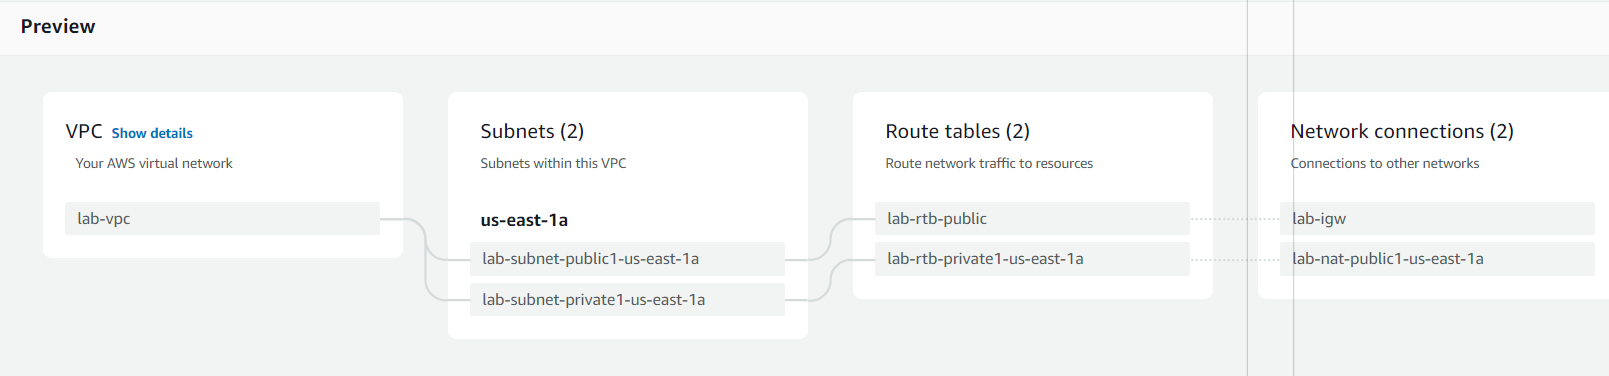 Preview
VPC Show details
Your AWS virtual network
lab-vpc
Subnets (2)
Subnets within this VPC
us-east-1a
lab-subnet-public1-us-east-1a
lab-subnet-private1-us-east-1a
Route tables (2)
Route network traffic to resources
lab-rtb-public
lab-rtb-private1-us-east-1a
Network connections (2)
Connections to other networks
lab-igw
lab-nat-public1-us-east-1a